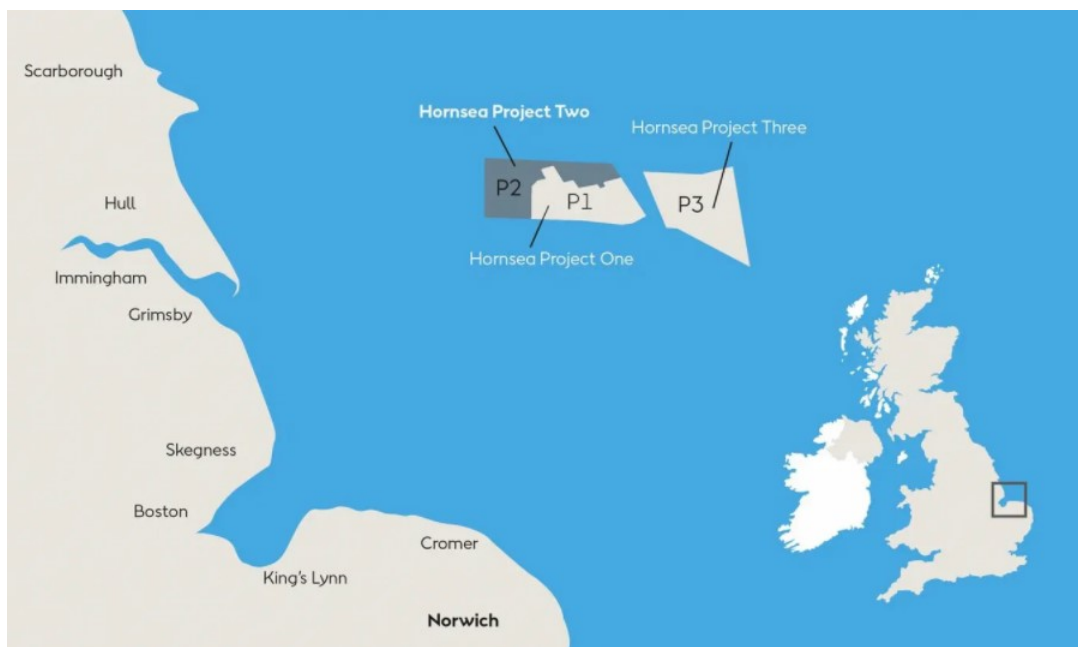 Scarborough
Hornsea Project Two
Hornsea Project Three
P2
P1
P3
Hull
Hornsea Project One
Immingham
Grimsby
Skegness
Boston
Cromer
King's Lynn
Norwich